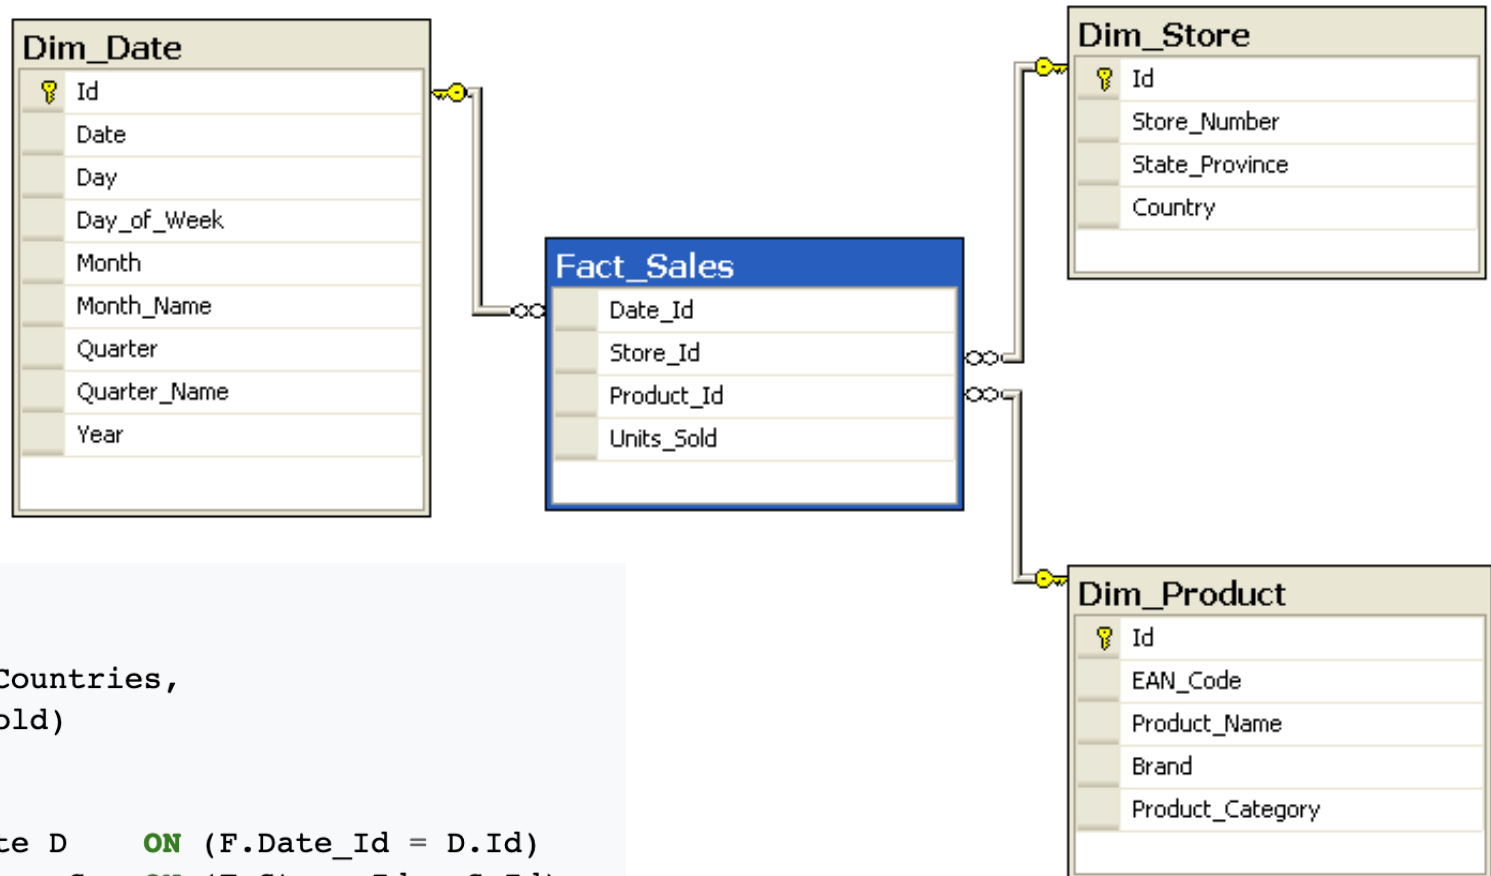 Dim_Date
Id
Date
Day
Day_of_Week
Month
Month_Name
Quarter
Quarter_Name
Year
Fact_Sales
Date_Id
Store_Id
Product_Id
Units_Sold
Dim_Store
Id
Store_Number
State_Province
Country
Dim_Product
Id
EAN_Code
Product_Name
Brand
Product_Category
Countries,
old)
te D ON (F.Date_Id = D.Id)